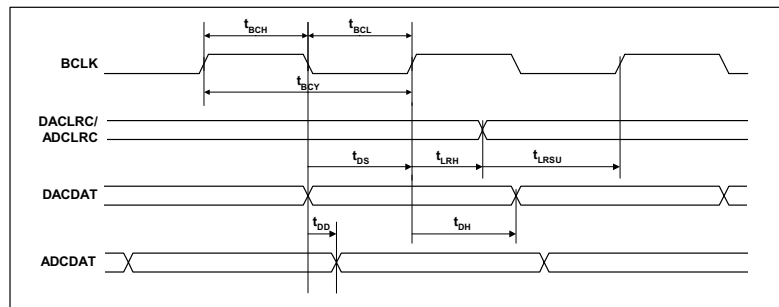 tBCH
tBCL
BCLK
tBCY
DACLRC/
ADCLRC
tDS
tLRH
tLRSU
DACDAT
tDD
tDH
ADCDAT